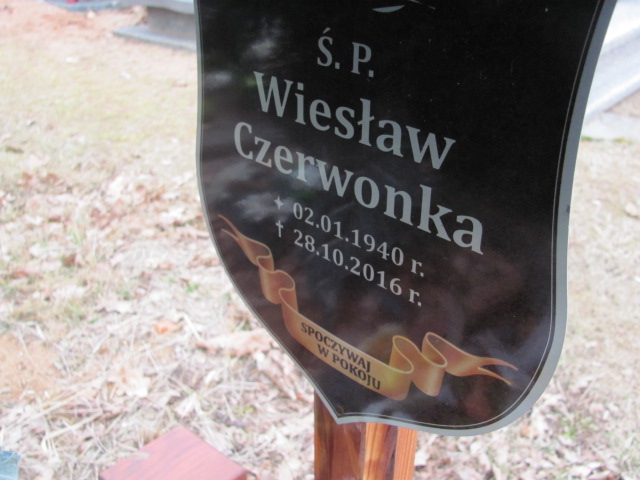 Ś. P.
Wiesław
Czerwonka
+ 02.01.1940 r.
† 28.10.2016 r.
SPOCZYWAJ
W POKOJU